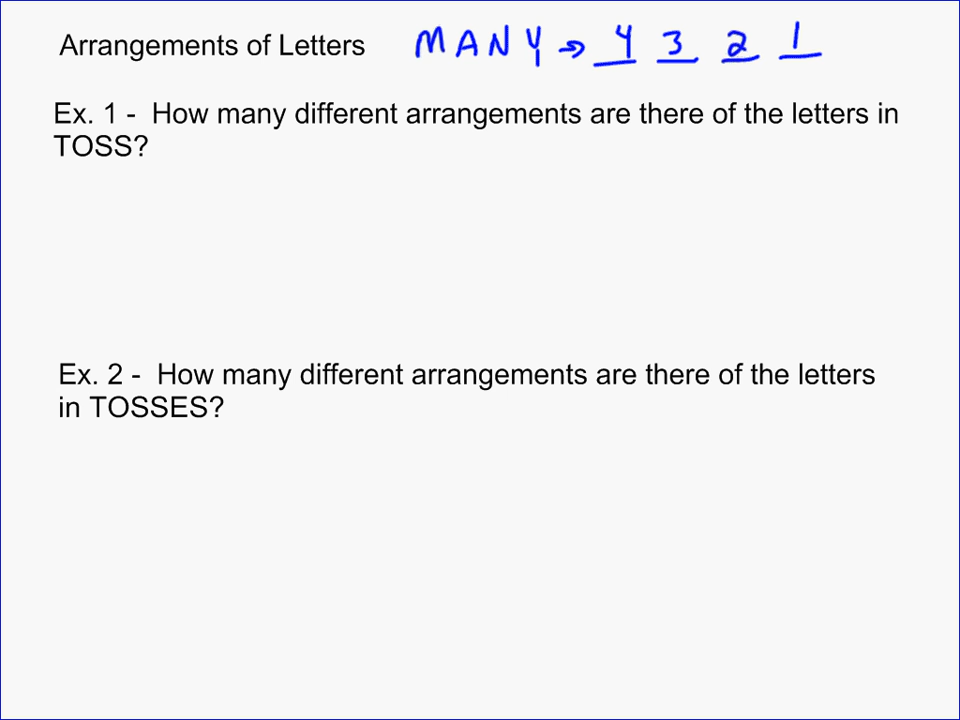 Arrangements of Letters MANY → 4 3 2 1
Ex. 1 - How many different arrangements are there of the letters in
TOSS?
Ex. 2 - How many different arrangements are there of the letters
in TOSSES?